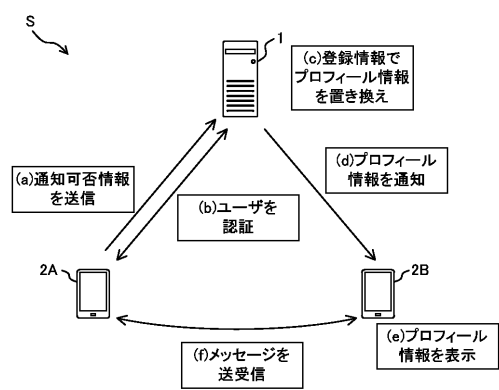 S
1
(c)登録情報で
プロフィール情報
を置き換え
(a)通知可否情報
を送信
(b)ユーザを
認証
(d)プロフィール
情報を通知
2A
2B
(e)プロフィール
情報を表示
(f)メッセージを
送受信